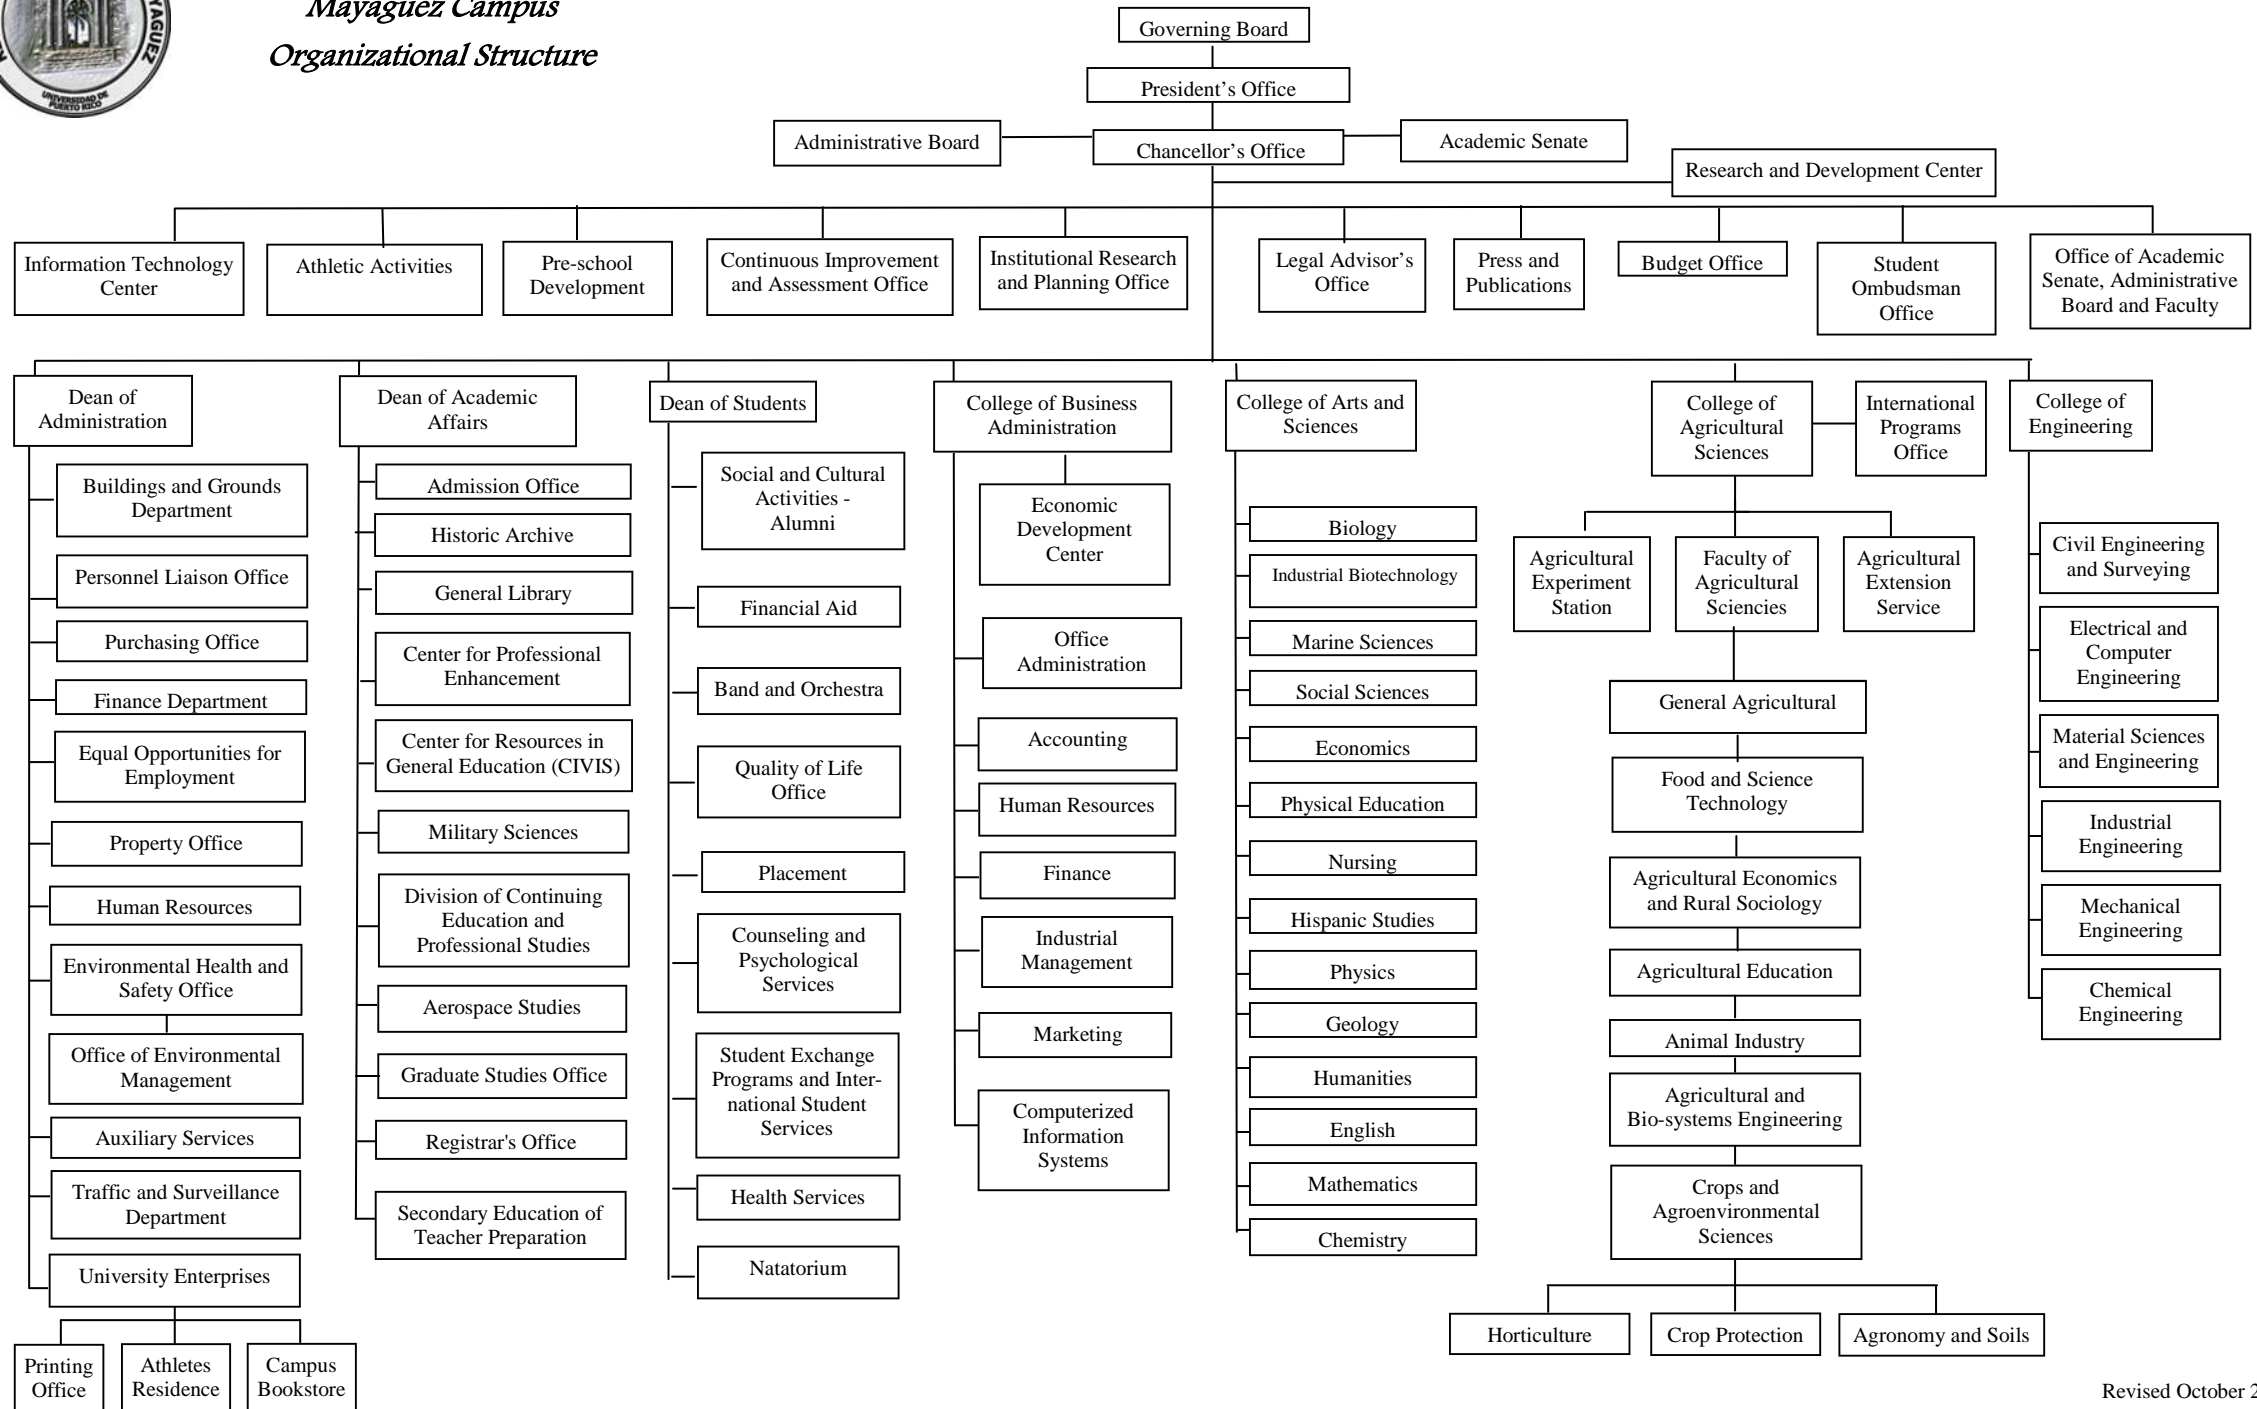 Mayagüez Campus
Organizational Structure
YAGUEZ
UNIVERSIDAD DE
PUERTO RICO
Governing Board
President’s Office
Administrative Board
Chancellor’s Office
Academic Senate
Research and Development Center
Information Technology
Center
Athletic Activities
Pre-school
Development
Continuous Improvement
and Assessment Office
Institutional Research
and Planning Office
Legal Advisor’s
Office
Press and
Publications
Budget Office
Student
Ombudsman
Office
Office of Academic
Senate, Administrative
Board and Faculty
Dean of
Administration
Buildings and Grounds
Department
Personnel Liaison Office
Purchasing Office
Finance Department
Equal Opportunities for
Employment
Property Office
Human Resources
Environmental Health and
Safety Office
Office of Environmental
Management
Auxiliary Services
Traffic and Surveillance
Department
University Enterprises
Printing
Office
Athletes
Residence
Campus
Bookstore
Dean of Academic
Affairs
Admission Office
Historic Archive
General Library
Center for Professional
Enhancement
Center for Resources in
General Education (CIVIS)
Military Sciences
Division of Continuing
Education and
Professional Studies
Aerospace Studies
Graduate Studies Office
Registrar's Office
Secondary Education of
Teacher Preparation
Dean of Students
Social and Cultural
Activities -
Alumni
Financial Aid
Band and Orchestra
Quality of Life
Office
Placement
Counseling and
Psychological
Services
Student Exchange
Programs and Inter-
national Student
Services
Health Services
Natatorium
College of Business
Administration
Economic
Development
Center
Office
Administration
Accounting
Human Resources
Finance
Industrial
Management
Marketing
Computerized
Information
Systems
College of Arts and
Sciences
Biology
Industrial Biotechnology
Marine Sciences
Social Sciences
Economics
Physical Education
Nursing
Hispanic Studies
Physics
Geology
Humanities
English
Mathematics
Chemistry
College of
Agricultural
Sciences
International
Programs
Office
Agricultural
Experiment
Station
Faculty of
Agricultural
Sciencies
Agricultural
Extension
Service
General Agricultural
Food and Science
Technology
Agricultural Economics
and Rural Sociology
Agricultural Education
Animal Industry
Agricultural and
Bio-systems Engineering
Crops and
Agroenvironmental
Sciences
Horticulture
Crop Protection
Agronomy and Soils
College of
Engineering
Civil Engineering
and Surveying
Electrical and
Computer
Engineering
Material Sciences
and Engineering
Industrial
Engineering
Mechanical
Engineering
Chemical
Engineering
Revised October 2